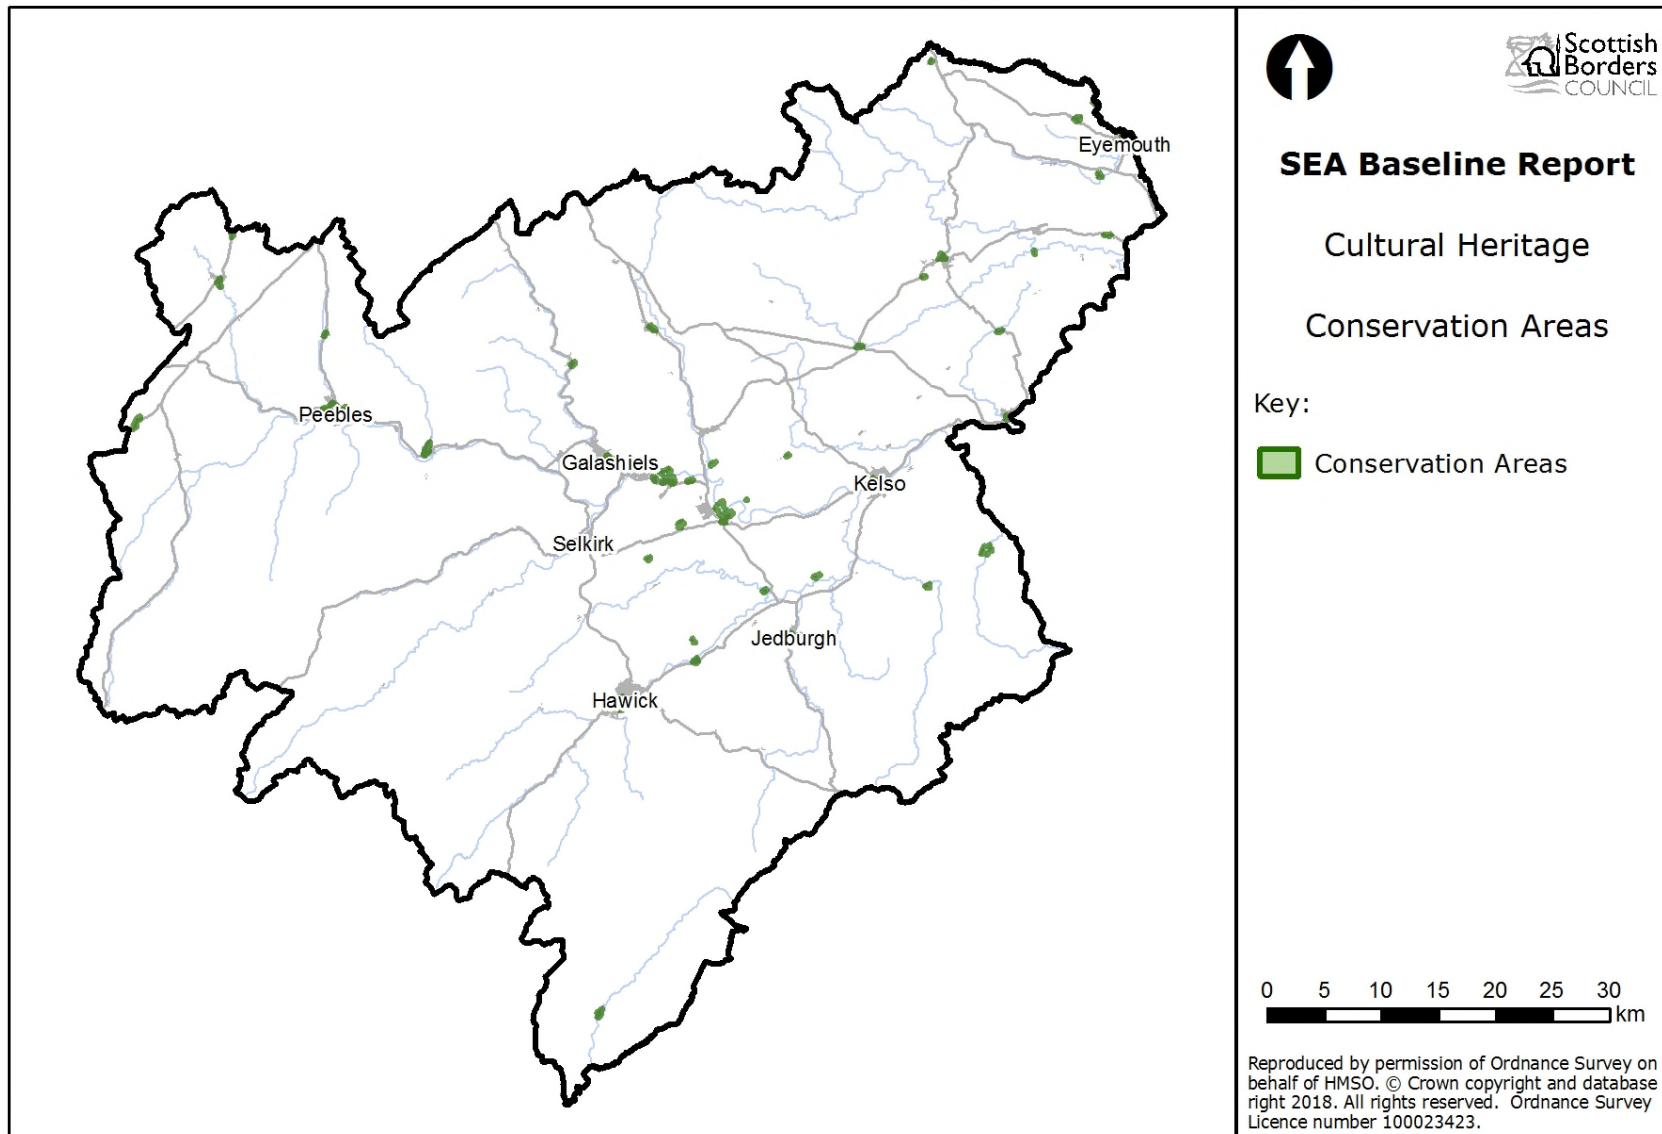 Scottish
Borders
COUNCIL
SEA Baseline Report
Cultural Heritage
Conservation Areas
Key:
Conservation Areas
Eyemouth
Peebles
Galashiels
Kelso
Selkirk
Jedburgh
Hawick
0 5 10 15 20 25 30
km
Reproduced by permission of Ordnance Survey on
behalf of HMSO. © Crown copyright and database
right 2018. All rights reserved. Ordnance Survey
Licence number 100023423.